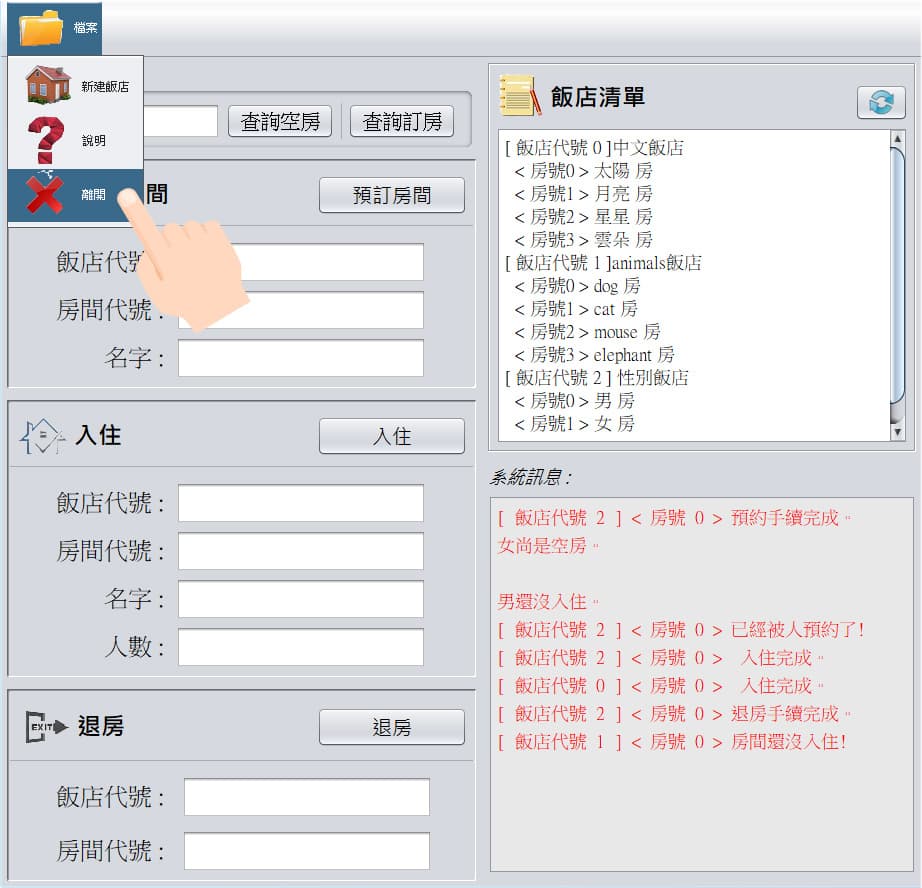 檔案
新建飯店
說明
離開
查詢空房
查詢訂房
間
預訂房間
飯店代號
房間代號 :
名字 :
入住
入住
飯店代號 :
房間代號 :
名字 :
人數 :
EXIT
退房
退房
飯店代號 :
房間代號 :
飯店清單
[ 飯店代號 0 ]中文飯店
< 房號0 > 太陽 房
< 房號1 > 月亮 房
< 房號2 > 星星 房
< 房號3 > 雲朵 房
[ 飯店代號 1 ]animals飯店
< 房號0 > dog 房
< 房號1 > cat 房
< 房號2 > mouse 房
< 房號3 > elephant 房
[ 飯店代號 2 ] 性別飯店
< 房號0 > 男 房
< 房號1 > 女 房
系統訊息 :
[ 飯店代號 2 ] < 房號 0 > 預約手續完成。
女尚是空房。
男還沒入住。
[ 飯店代號 2 ] < 房號 0 > 已經被人預約了!
[ 飯店代號 2 ] < 房號 0 > 入住完成。
[ 飯店代號 0 ] < 房號 0 > 入住完成。
[ 飯店代號 2 ] < 房號 0 > 退房手續完成。
[ 飯店代號 1 ] < 房號 0 > 房間還沒入住!